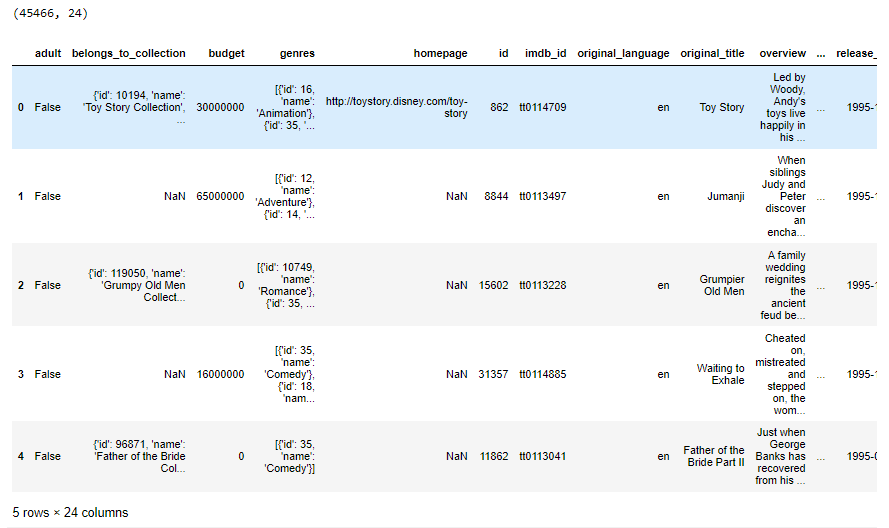 (45466, 24)
adult belongs_to_collection budget genres homepage id imdb_id original_language original_title overview ... release_
0 False {'id': 10194, 'name': 'Toy Story Collection', ... 30000000 [{'id': 16, 'name': 'Animation'}, {'id': 35, '... http://toystory.disney.com/toy-story 862 tt0114709 en Toy Story Led by Woody, Andy's toys live happily in his ... ... 1995-1
1 False NaN 65000000 [{'id': 12, 'name': 'Adventure'}, {'id': 14, '... NaN 8844 tt0113497 en Jumanji When siblings Judy and Peter discover an encha... ... 1995-1
2 False {'id': 119050, 'name': 'Grumpy Old Men Collect... 0 [{'id': 10749, 'name': 'Romance'}, {'id': 35, ... NaN 15602 tt0113228 en Grumpier Old Men A family wedding reignites the ancient feud be... ... 1995-1
3 False NaN 16000000 [{'id': 35, 'name': 'Comedy'}, {'id': 18, 'nam... NaN 31357 tt0114885 en Waiting to Exhale Cheated on, mistreated and stepped on, the wom... ... 1995-1
4 False {'id': 96871, 'name': 'Father of the Bride Col... 0 [{'id': 35, 'name': 'Comedy'}] NaN 11862 tt0113041 en Father of the Bride Part II Just when George Banks has recovered from his ... ... 1995-0
5 rows × 24 columns